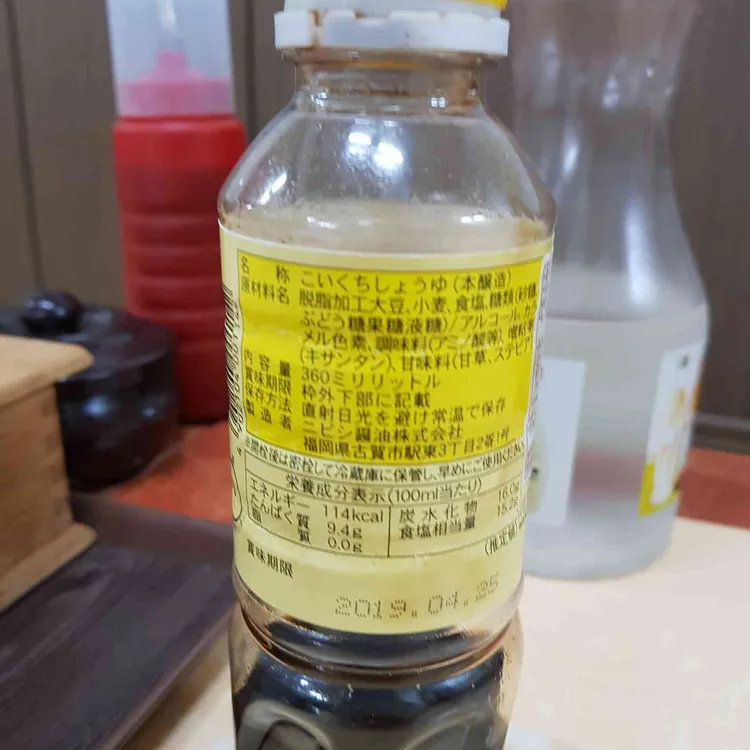 名称 こいくちしょうゆ(本醸造)
原材料名 脱脂加工大豆、小麦、食塩、糖類(砂糖、
ぶどう糖果糖液糖)/アルコール、カラ
メル色素、調味料(アミノ酸等)、増粘剤
(キサンタン)、甘味料(甘草、ステビア)
内容量 360ミリリットル
賞味期限 枠外下部に記載
保存方法 直射日光を避け常温で保存
製造者 ニビシ醤油株式会社
福岡県古賀市駅東3丁目2番1号
開栓後は密栓して冷蔵庫に保管し、早めにご使用ください
栄養成分表示(100ml当たり)
エネルギー 114kcal 炭水化物 16.0g
たんぱく質 9.4g 食塩相当量 15.2g
脂質 0.0g (推定値)
賞味期限
2019.04.25